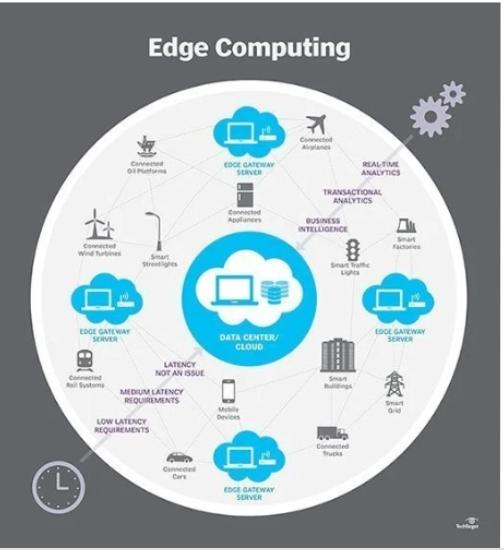 Edge Computing
Connected
Oil Platforms
EDGE GATEWAY
SERVER
Connected
Airplanes
REAL-TIME
ANALYTICS
TRANSACTIONAL
ANALYTICS
BUSINESS
INTELLIGENCE
Connected
Appliances
Connected
Wind Turbines
Smart
Streetlights
Smart Traffic
Lights
Smart
Factories
EDGE GATEWAY
SERVER
DATA CENTER/
CLOUD
EDGE GATEWAY
SERVER
Connected
Rail Systems
LATENCY
NOT AN ISSUE
MEDIUM LATENCY
REQUIREMENTS
LOW LATENCY
REQUIREMENTS
Mobile
Devices
Smart
Buildings
Smart
Grid
Connected
Cars
EDGE GATEWAY
SERVER
Connected
Trucks
TechTarget